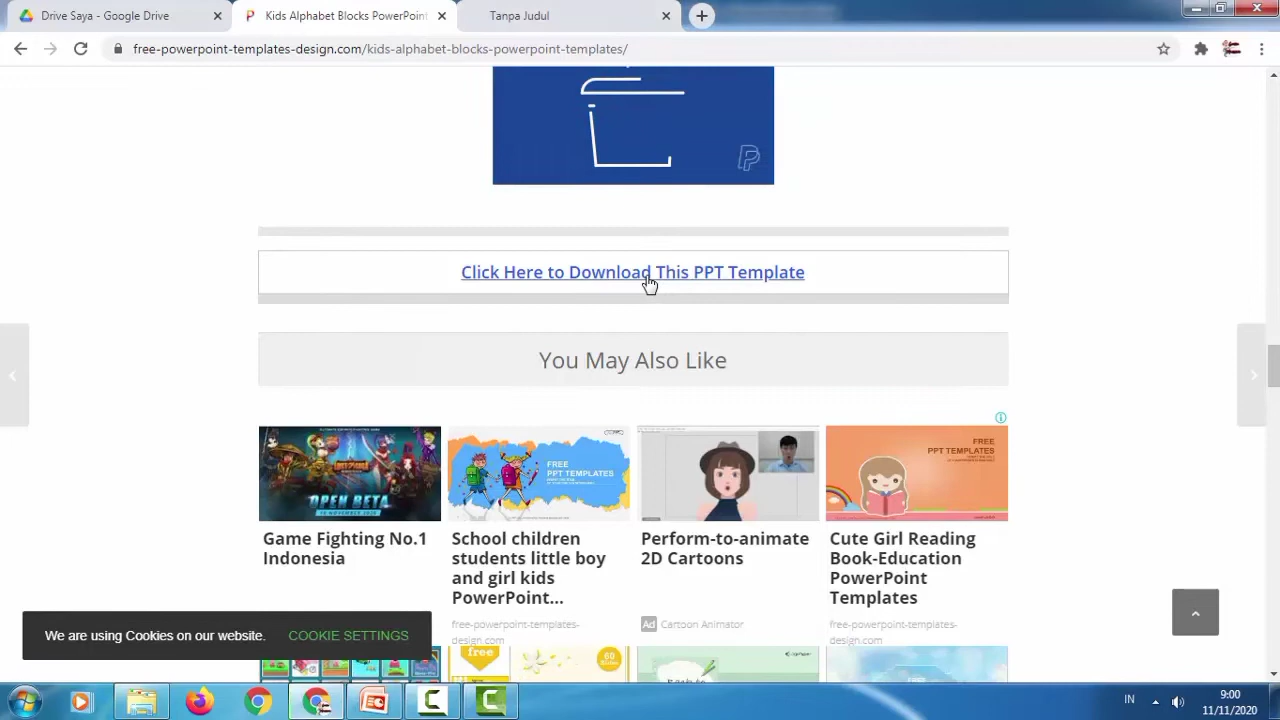 Drive Saya - Google Drive
Kids Alphabet Blocks PowerPoint
Tanpa Judul
free-powerpoint-templates-design.com/kids-alphabet-blocks-powerpoint-templates/
Click Here to Download This PPT Template
You May Also Like
OPEN BETA
FREE
PPT TEMPLATES
FREE
PPT TEMPLATES
Game Fighting No.1
Indonesia
School children
students little boy
and girl kids
PowerPoint...
free-powerpoint-templates-
design.com
Perform-to-animate
2D Cartoons
Ad Cartoon Animator
Cute Girl Reading
Book-Education
PowerPoint
Templates
free-powerpoint-templates-
design.com
We are using Cookies on our website. COOKIE SETTINGS
free
60
IN
9:00
11/11/2020